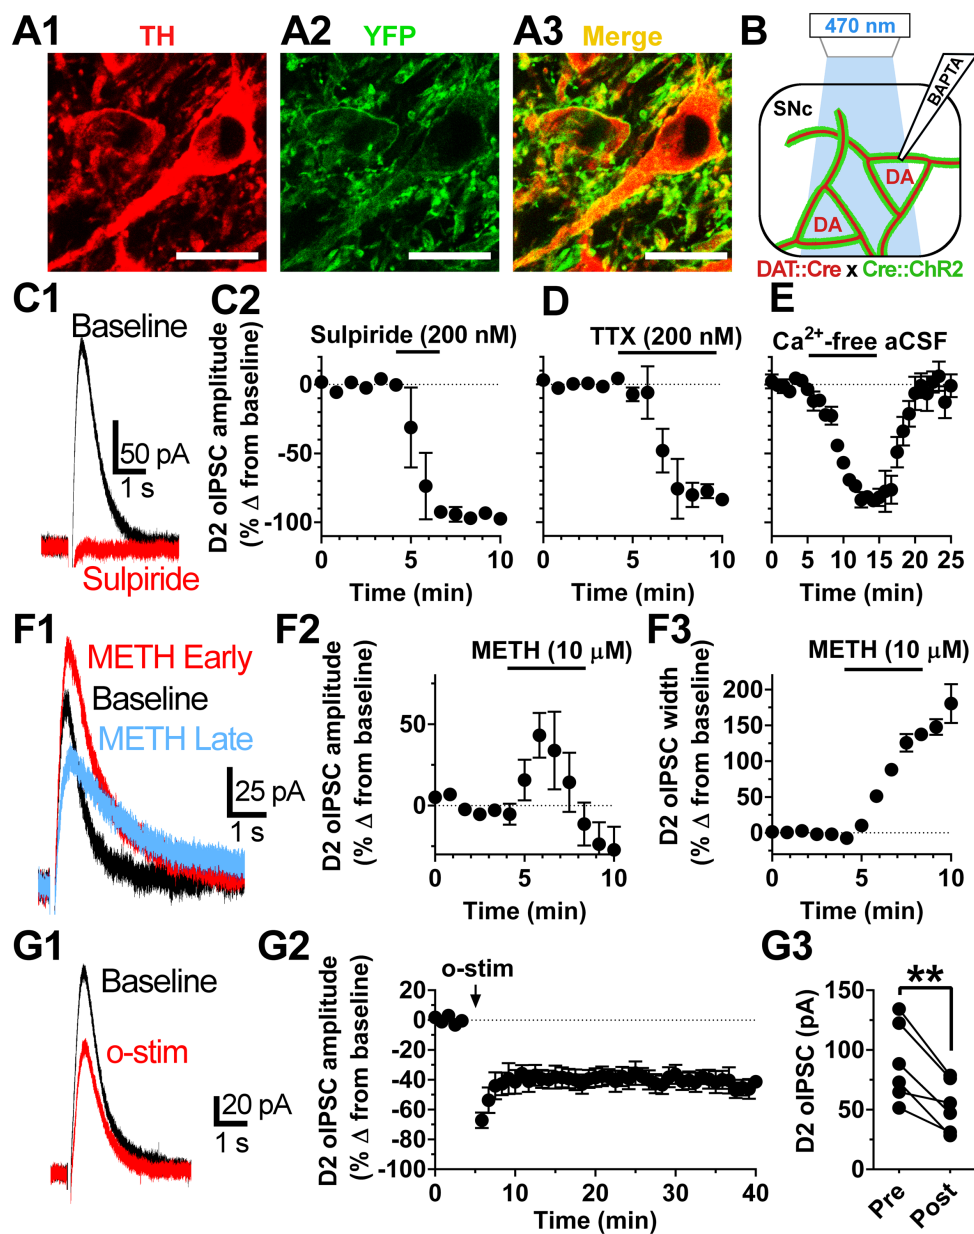 A1 TH
A2 YFP
A3 Merge
B
470 nm
BAPTA
SNc
DA
DA
DAT::Cre x Cre::ChR2
C1
Baseline
50 pA
1 s
Sulpiride
C2
Sulpiride (200 nM)
D2 oIPSC amplitude
(% Δ from baseline)
0
-50
-100
0 5 10
Time (min)
D
TTX (200 nM)
0 5 10
Time (min)
E
Ca²⁺-free aCSF
0 5 10 15 20 25
Time (min)
F1
METH Early
Baseline
METH Late
25 pA
1 s
F2
METH (10 μM)
D2 oIPSC amplitude
(% Δ from baseline)
50
0
0 5 10
Time (min)
F3
METH (10 μM)
D2 oIPSC width
(% Δ from baseline)
200
150
100
50
0
0 5 10
Time (min)
G1
Baseline
o-stim
20 pA
1 s
G2
o-stim
D2 oIPSC amplitude
(% Δ from baseline)
20
0
-20
-40
-60
-80
-100
0 10 20 30 40
Time (min)
G3
**
D2 oIPSC (pA)
150
100
50
0
Pre Post